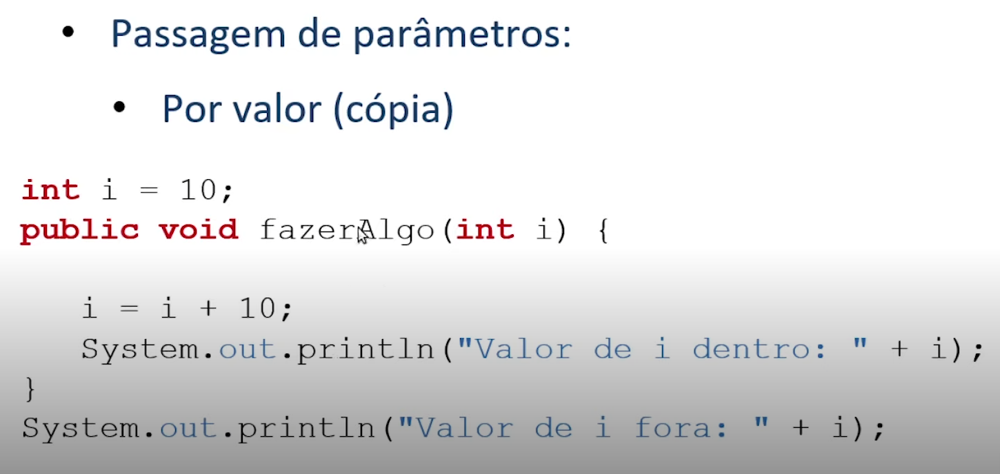 • Passagem de parâmetros:
• Por valor (cópia)
int i = 10;
public void fazerAlgo(int i) {
i = i + 10;
System.out.println("Valor de i dentro: " + i);
}
System.out.println("Valor de i fora: " + i);